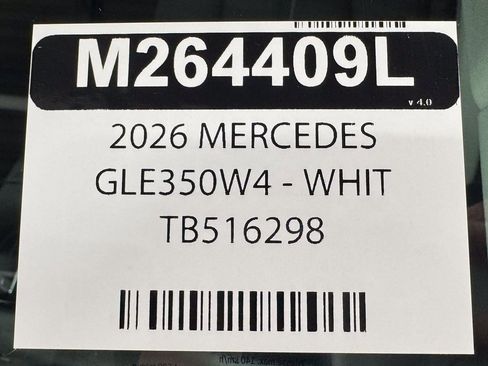 M264409L
v 4.0
2026 MERCEDES
GLE350W4 - WHIT
TB516298